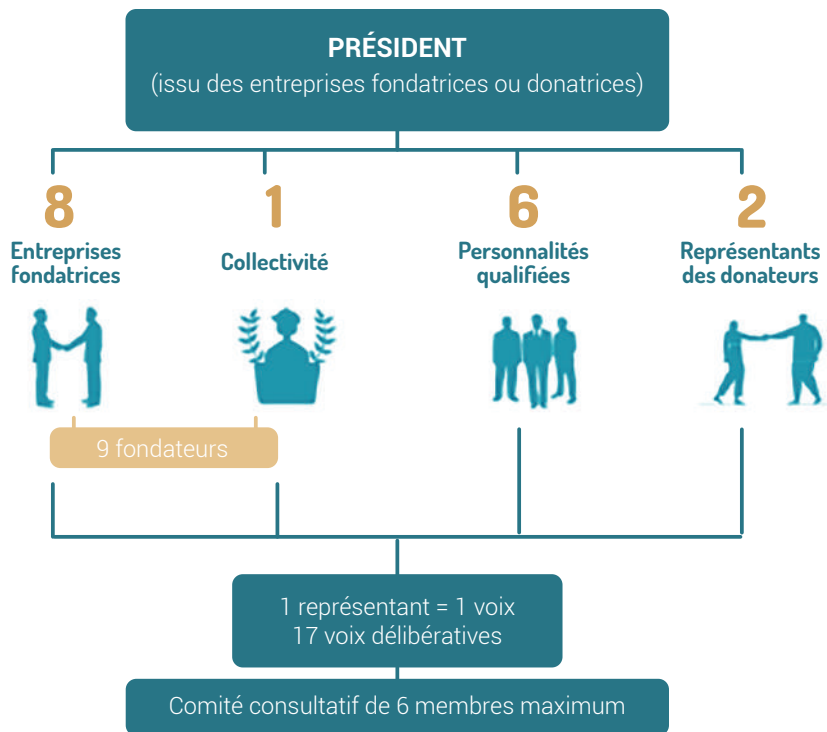 PRÉSIDENT
(issu des entreprises fondatrices ou donatrices)
8
Entreprises
fondatrices
1
Collectivité
6
Personnalités
qualifiées
2
Représentants
des donateurs
9 fondateurs
1 représentant = 1 voix
17 voix délibératives
Comité consultatif de 6 membres maximum